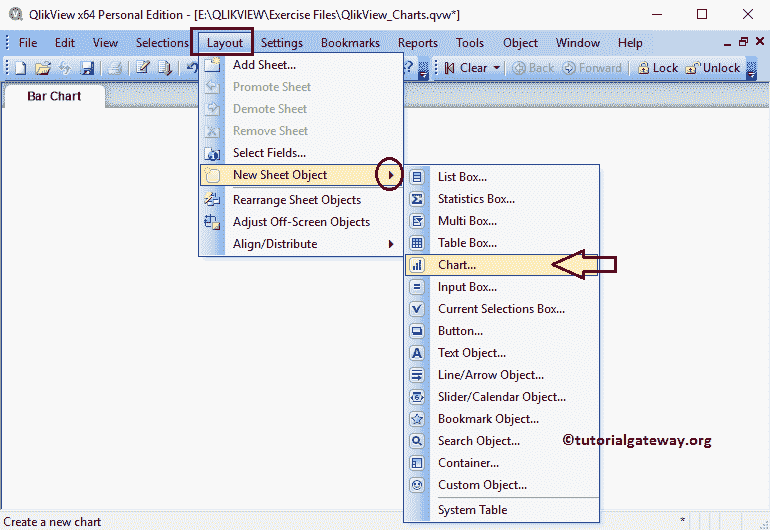 QlikView x64 Personal Edition - [E:\QLIKVIEW\Exercise Files\QlikView_Charts.qvw*]
File Edit View Selections Layout Settings Bookmarks Reports Tools Object Window Help
? Clear Back Forward Lock Unlock
Bar Chart
Add Sheet...
Promote Sheet
Demote Sheet
Remove Sheet
Select Fields...
New Sheet Object
Rearrange Sheet Objects
Adjust Off-Screen Objects
Align/Distribute
List Box...
Statistics Box...
Multi Box...
Table Box...
Chart...
Input Box...
Current Selections Box...
Button...
Text Object...
Line/Arrow Object...
Slider/Calendar Object...
Bookmark Object...
Search Object...
Container...
Custom Object...
System Table
©tutorialgateway.org
Create a new chart *